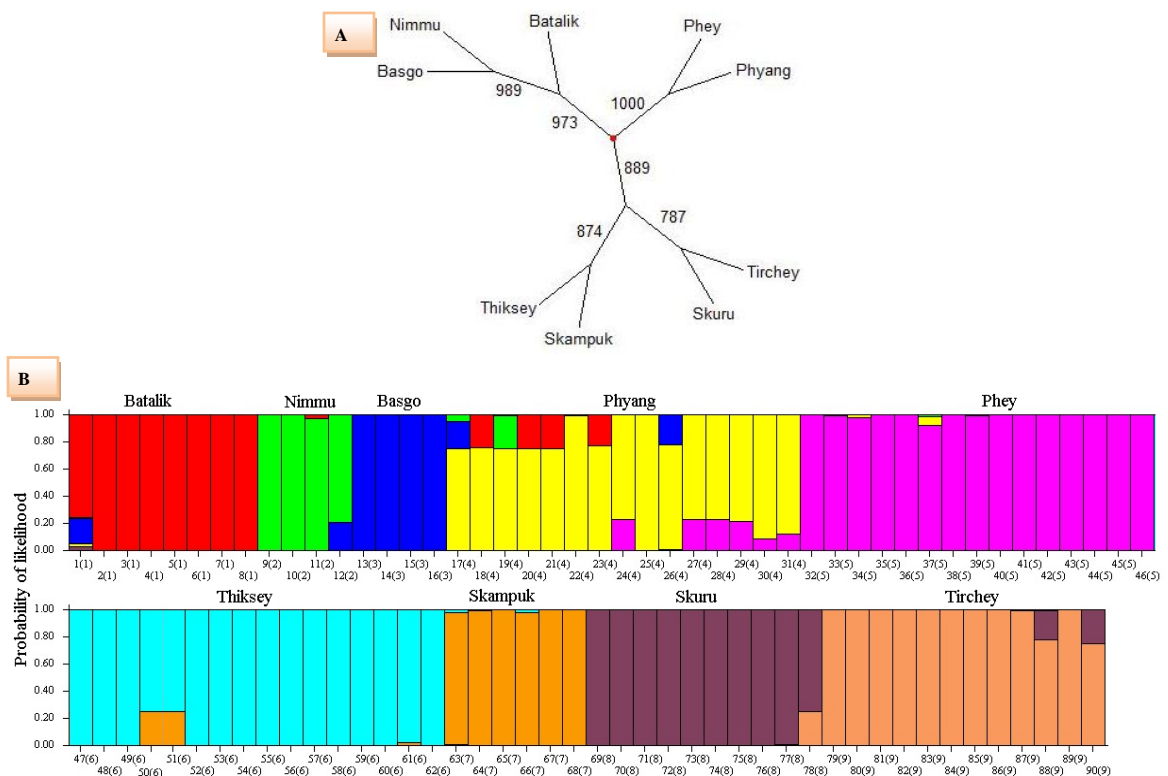 A
Nimmu
Batalik
Phey
Basgo
Phyang
989
1000
973
889
787
874
Tirchey
Thiksey
Skuru
Skampuk
B
Batalik Nimmu Basgo Phyang Phey
1.00
0.80
0.60
0.40
0.20
0.00
1(1) 3(1) 5(1) 7(1) 9(2) 11(2) 13(3) 15(3) 17(4) 19(4) 21(4) 23(4) 25(4) 27(4) 29(4) 31(4) 33(5) 35(5) 37(5) 39(5) 41(5) 43(5) 45(5)
2(1) 4(1) 6(1) 8(1) 10(2) 12(2) 14(3) 16(3) 18(4) 20(4) 22(4) 24(4) 26(4) 28(4) 30(4) 32(5) 34(5) 36(5) 38(5) 40(5) 42(5) 44(5) 46(5)
Probability of likelihood
Thiksey Skampuk Skuru Tirchey
1.00
0.80
0.60
0.40
0.20
0.00
47(6) 49(6) 51(6) 53(6) 55(6) 57(6) 59(6) 61(6) 63(7) 65(7) 67(7) 69(8) 71(8) 73(8) 75(8) 77(8) 79(9) 81(9) 83(9) 85(9) 87(9) 89(9)
48(6) 50(6) 52(6) 54(6) 56(6) 58(6) 60(6) 62(6) 64(7) 66(7) 68(7) 70(8) 72(8) 74(8) 76(8) 78(8) 80(9) 82(9) 84(9) 86(9) 88(9) 90(9)